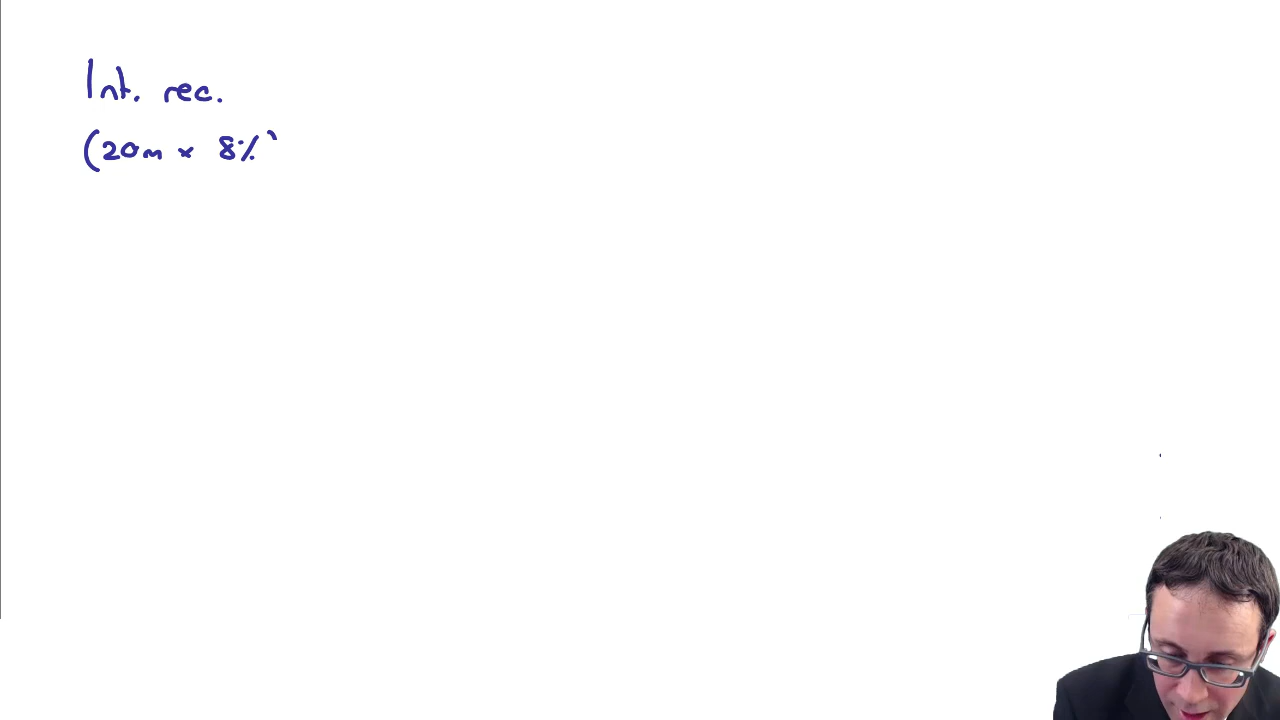 Int. rec.
(20m × 8%)